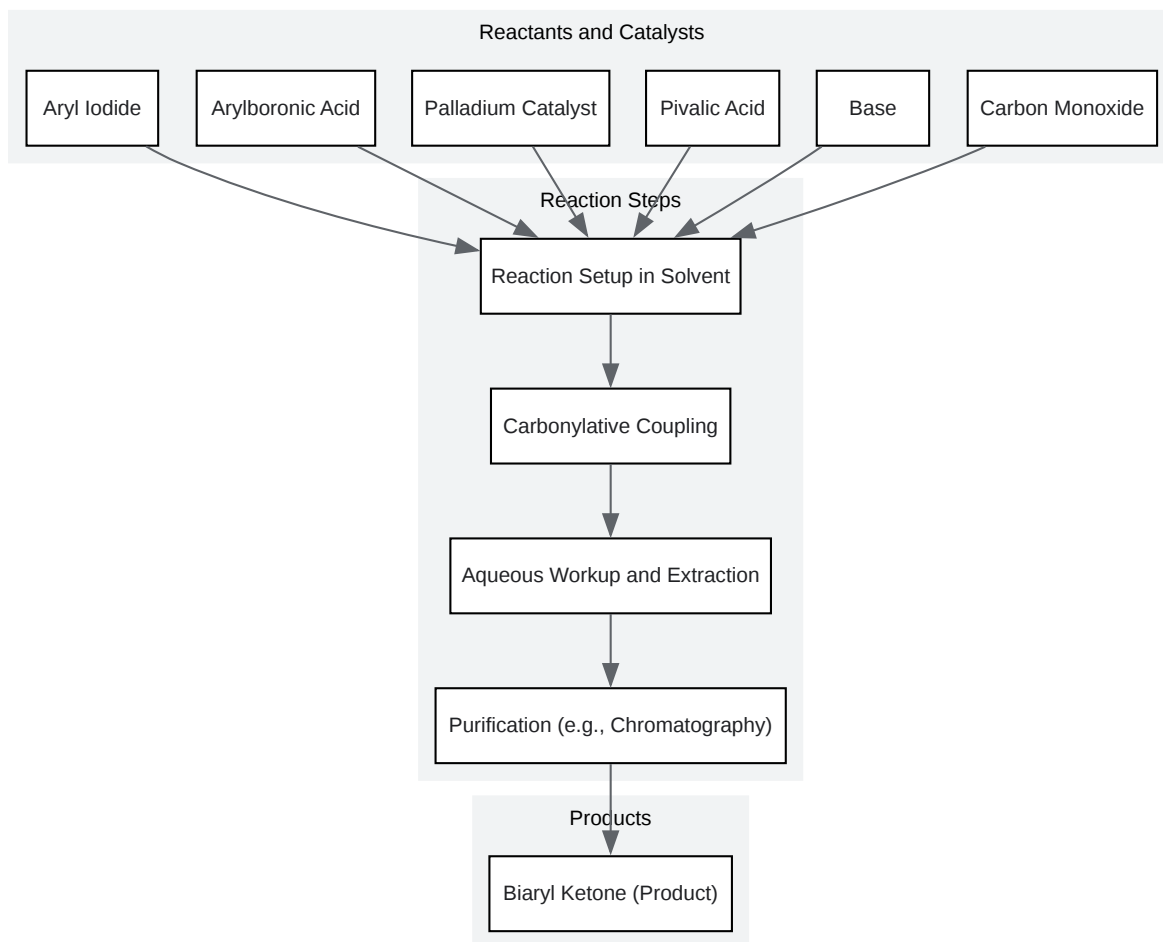 Reactants and Catalysts
Aryl Iodide
Arylboronic Acid
Palladium Catalyst
Pivalic Acid
Base
Carbon Monoxide
Reaction Steps
Reaction Setup in Solvent
Carbonylative Coupling
Aqueous Workup and Extraction
Purification (e.g., Chromatography)
Products
Biaryl Ketone (Product)